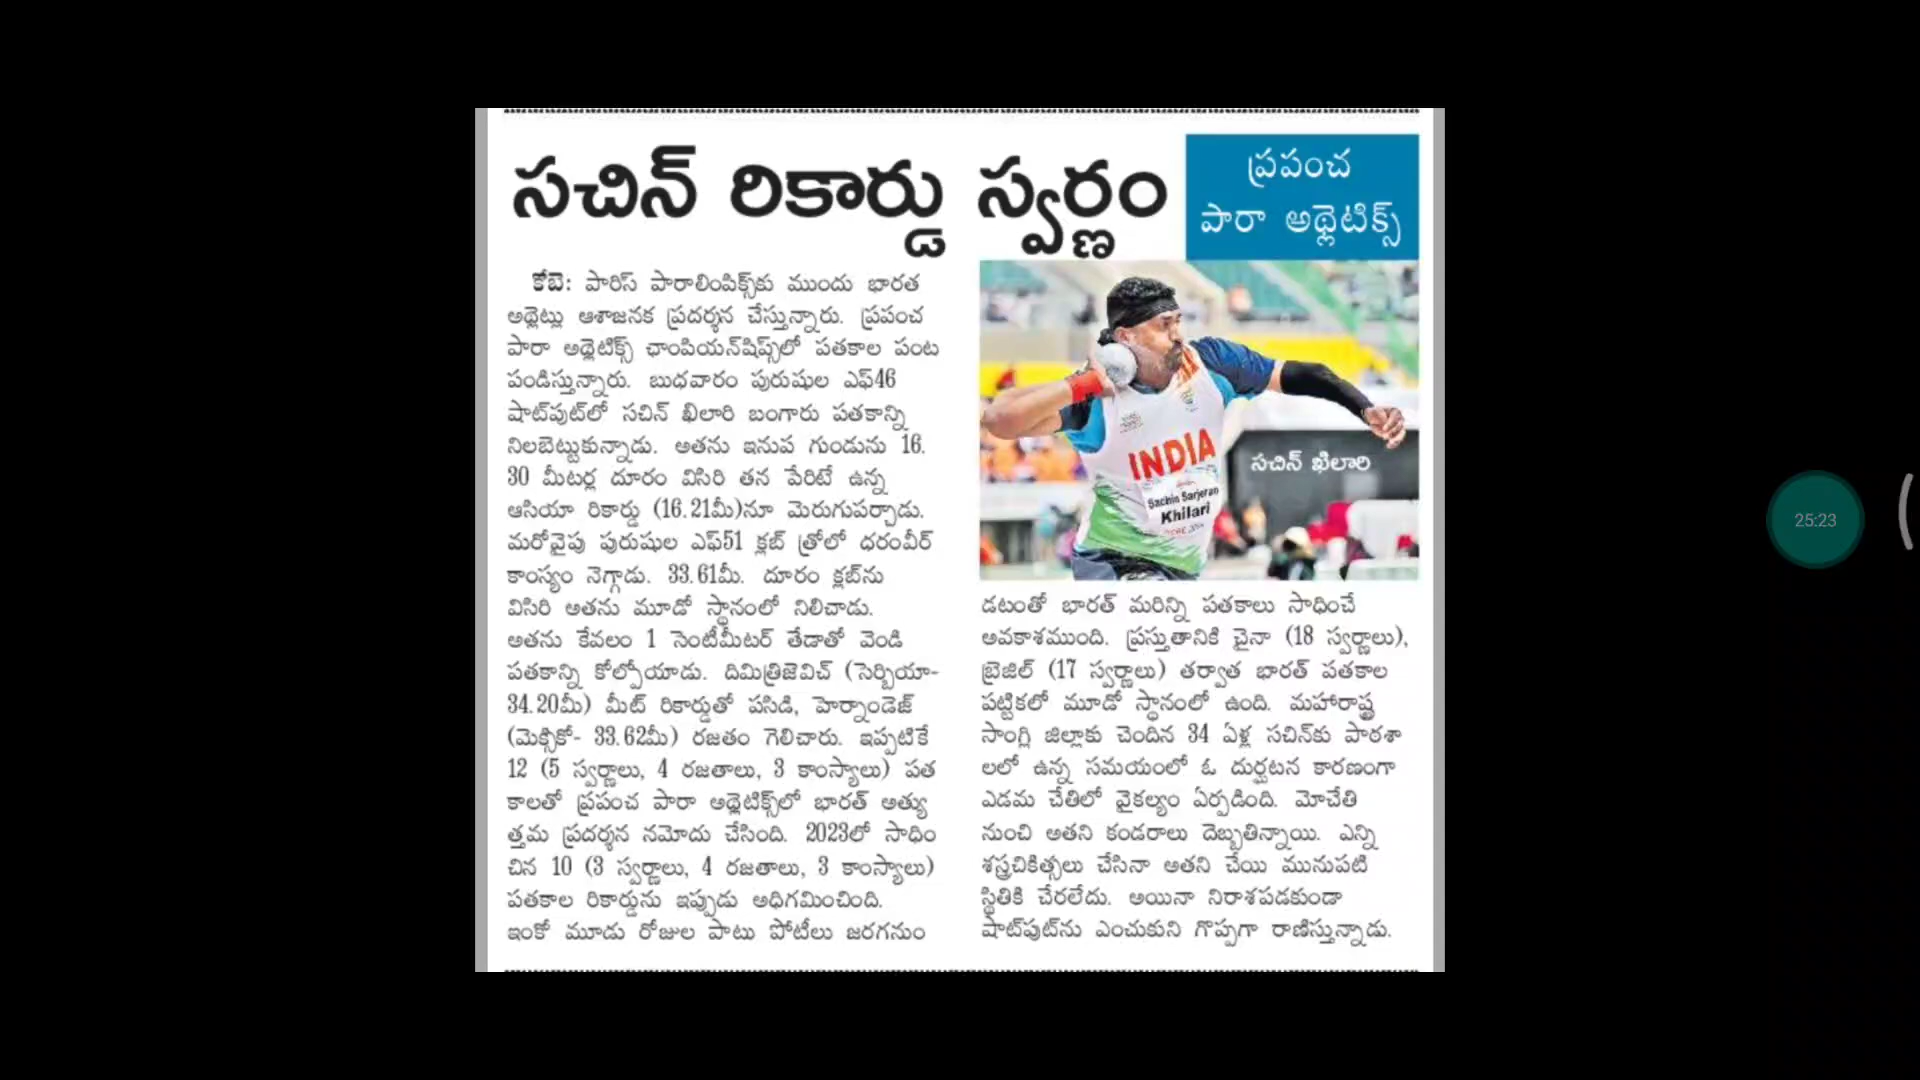 సచిన్ రికార్డు స్వర్ణం
ప్రపంచ
పారా అథ్లెటిక్స్
కోబె: పారిస్ పారాలింపిక్స్‌కు ముందు భారత
అథ్లెట్లు ఆశాజనక ప్రదర్శన చేస్తున్నారు. ప్రపంచ
పారా అథ్లెటిక్స్ ఛాంపియన్‌షిప్స్‌లో పతకాల పంట
పండిస్తున్నారు. బుధవారం పురుషుల ఎఫ్46
షాట్‌పుట్‌లో సచిన్ ఖిలారి బంగారు పతకాన్ని
నిలబెట్టుకున్నాడు. అతను ఇనుప గుండును 16.
30 మీటర్ల దూరం విసిరి తన పేరిటే ఉన్న
ఆసియా రికార్డు (16.21మీ)నూ మెరుగుపర్చాడు.
మరోవైపు పురుషుల ఎఫ్51 క్లబ్ త్రోలో ధరంవీర్
కాంస్యం నెగ్గాడు. 33.61మీ. దూరం క్లబ్‌ను
విసిరి అతను మూడో స్థానంలో నిలిచాడు.
అతను కేవలం 1 సెంటీమీటర్ తేడాతో వెండి
పతకాన్ని కోల్పోయాడు. దిమిత్రిజెవిచ్ (సెర్బియా-
34.20మీ) మీట్ రికార్డుతో పసిడి, హెర్నాండెజ్
(మెక్సికో- 33.62మీ) రజతం గెలిచారు. ఇప్పటికే
12 (5 స్వర్ణాలు, 4 రజతాలు, 3 కాంస్యాలు) పత
కాలతో ప్రపంచ పారా అథ్లెటిక్స్‌లో భారత్ అత్యు
త్తమ ప్రదర్శన నమోదు చేసింది. 2023లో సాధిం
చిన 10 (3 స్వర్ణాలు, 4 రజతాలు, 3 కాంస్యాలు)
పతకాల రికార్డును ఇప్పుడు అధిగమించింది.
ఇంకో మూడు రోజుల పాటు పోటీలు జరగనుం
INDIA
Sachin Sarjerao
Khilari
సచిన్ ఖిలారి
డటంతో భారత్ మరిన్ని పతకాలు సాధించే
అవకాశముంది. ప్రస్తుతానికి చైనా (18 స్వర్ణాలు),
బ్రెజిల్ (17 స్వర్ణాలు) తర్వాత భారత్ పతకాల
పట్టికలో మూడో స్థానంలో ఉంది. మహారాష్ట్ర
సాంగ్లి జిల్లాకు చెందిన 34 ఏళ్ల సచిన్‌కు పాఠశా
లలో ఉన్న సమయంలో ఓ దుర్ఘటన కారణంగా
ఎడమ చేతిలో వైకల్యం ఏర్పడింది. మోచేతి
నుంచి అతని కండరాలు దెబ్బతిన్నాయి. ఎన్ని
శస్త్రచికిత్సలు చేసినా అతని చేయి మునుపటి
స్థితికి చేరలేదు. అయినా నిరాశపడకుండా
షాట్‌పుట్‌ను ఎంచుకుని గొప్పగా రాణిస్తున్నాడు.
25:23